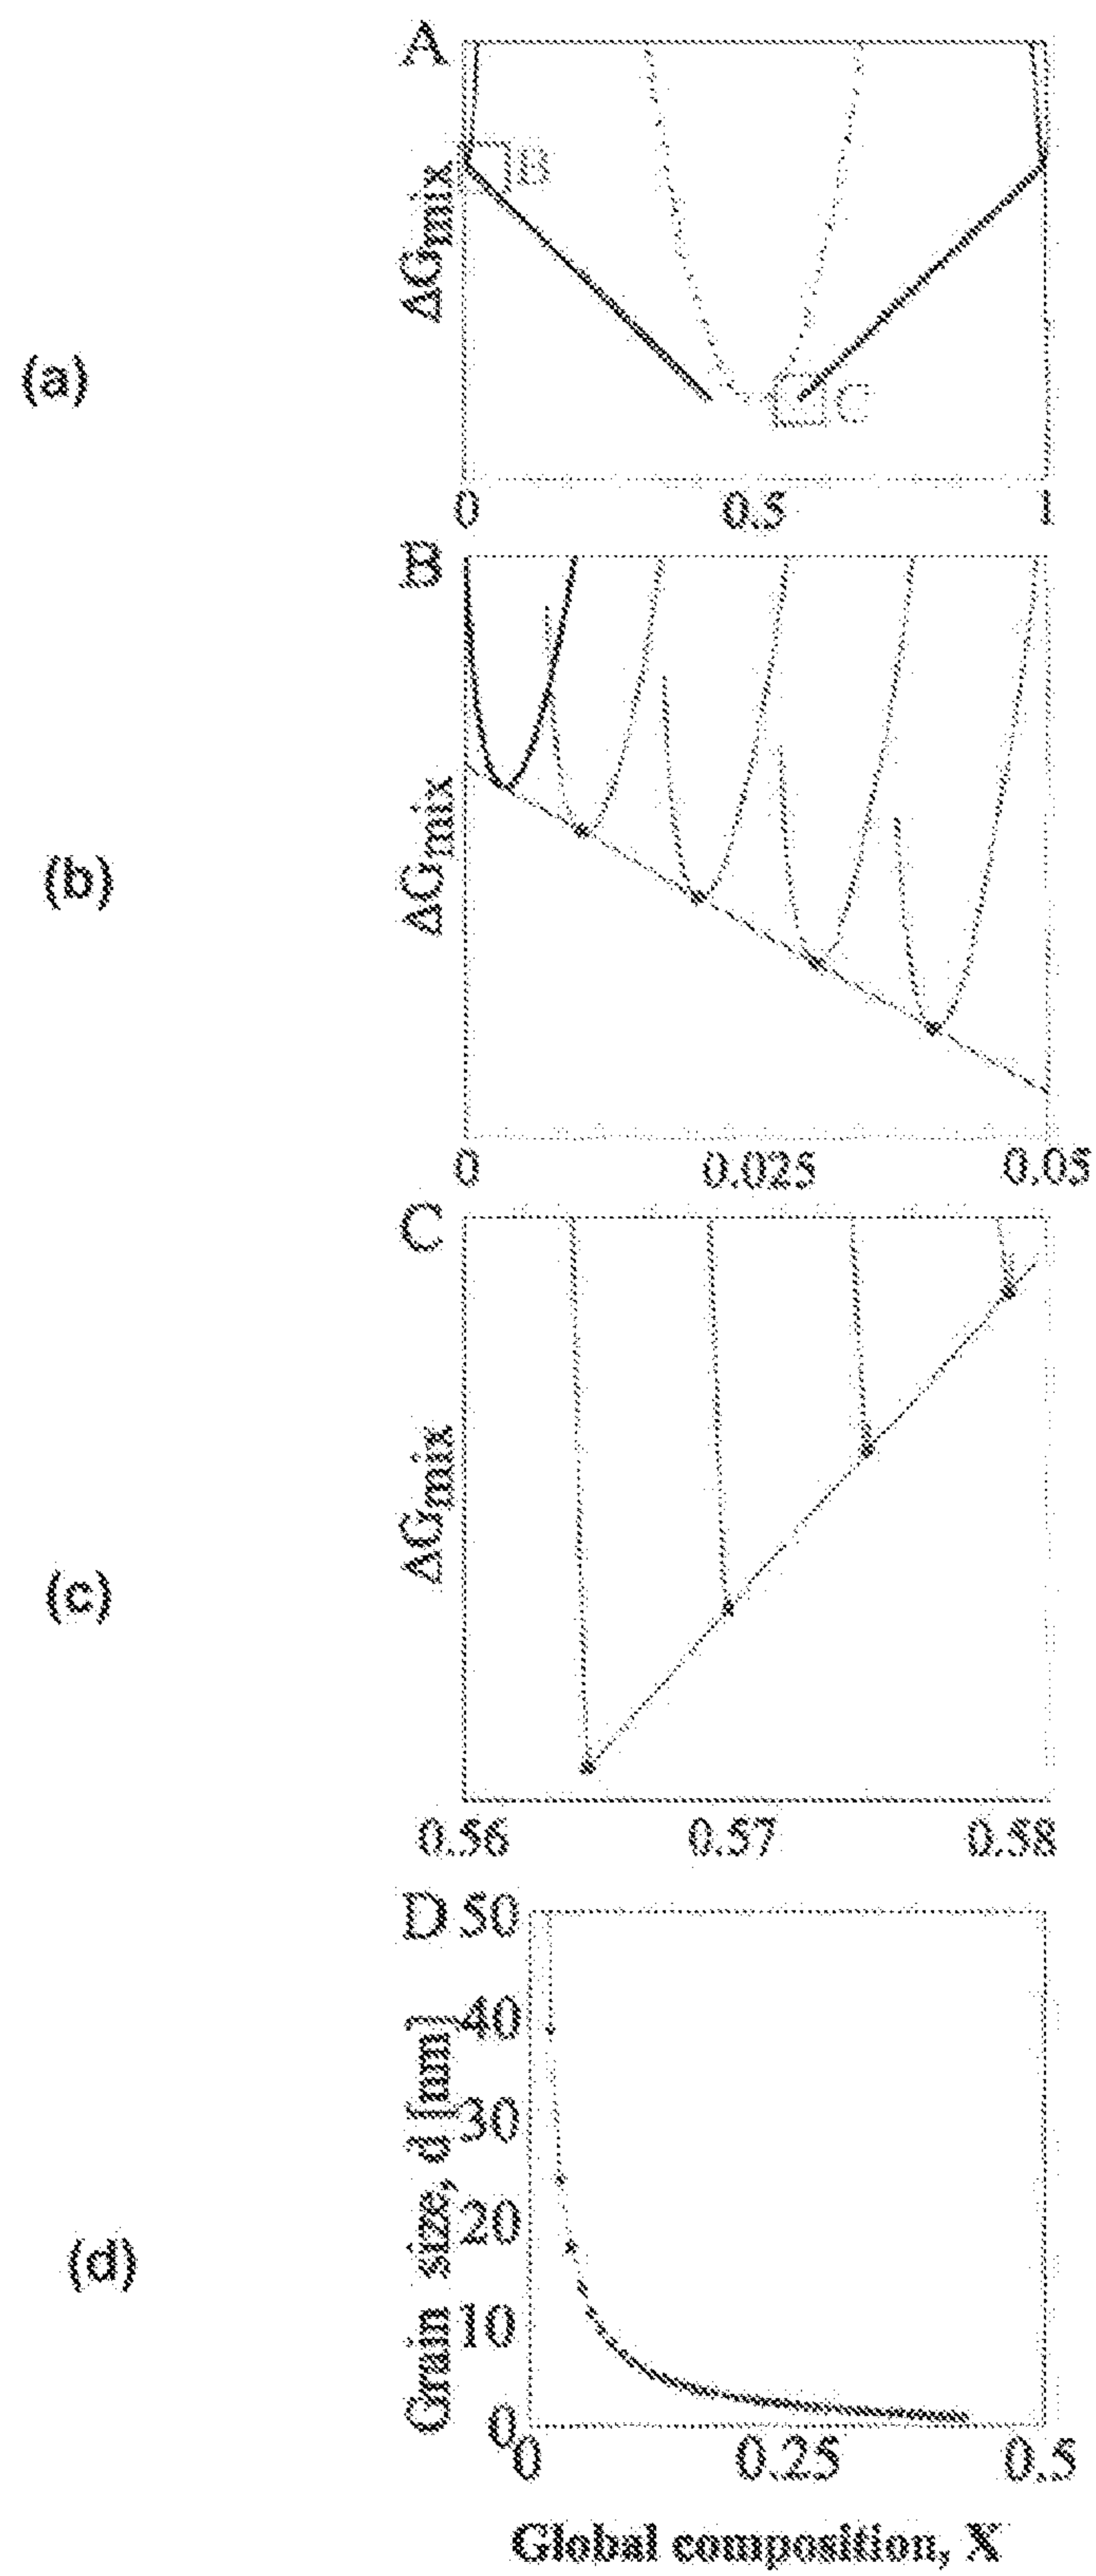 A
B
C
ΔGmix
(a)
0 0.5 1
B
ΔGmix
(b)
0 0.025 0.05
C
ΔGmix
(c)
0.56 0.57 0.58
D 50
40
30
20
10
0
Grain size, d [nm]
(d)
0 0.25 0.5
Global composition, X